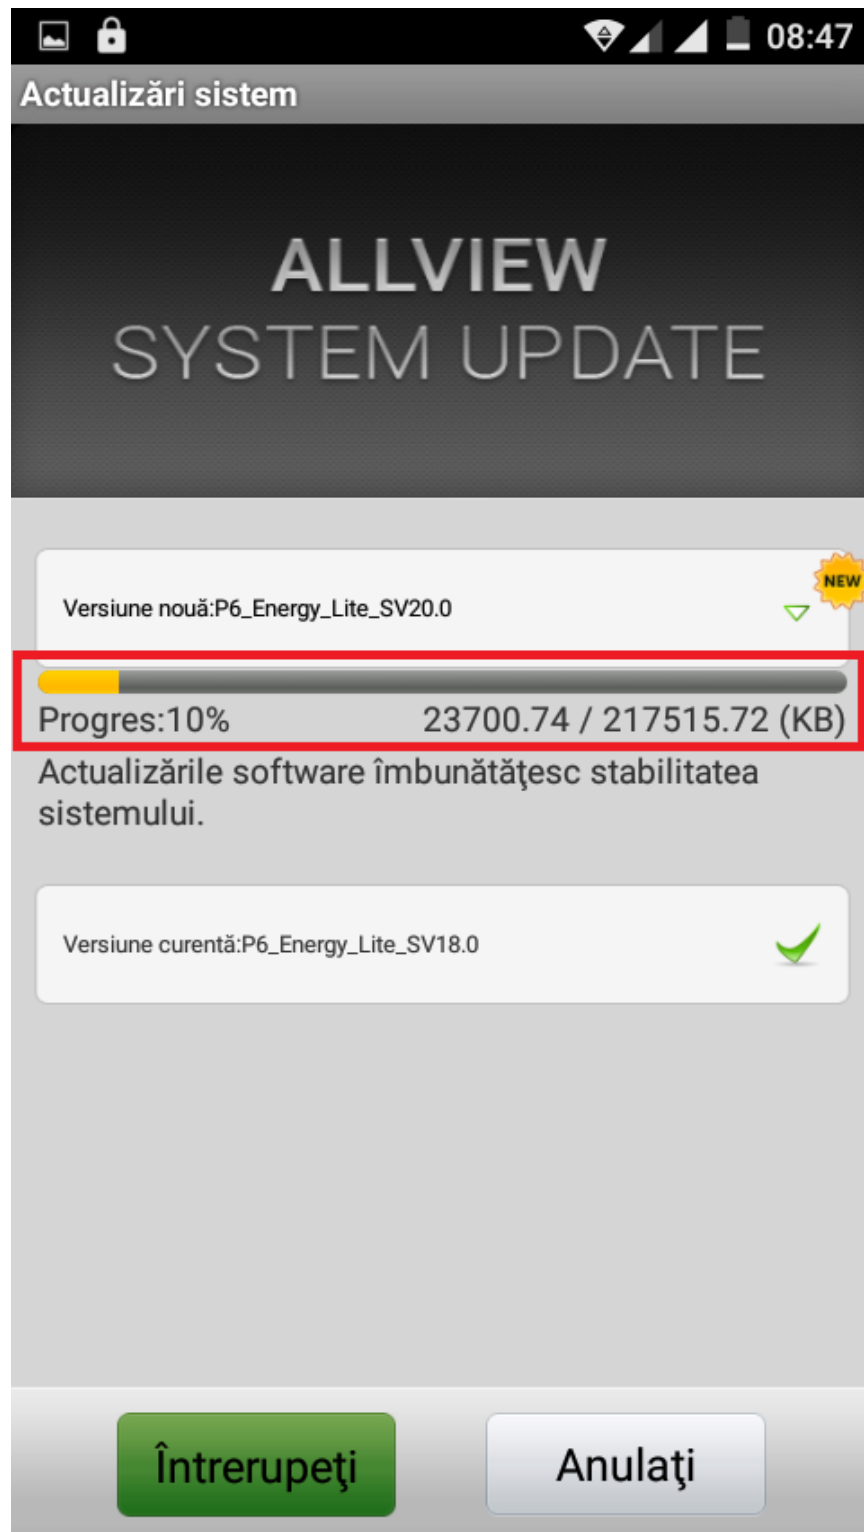 08:47
Actualizări sistem
ALLVIEW
SYSTEM UPDATE
NEW
Versiune nouă:P6_Energy_Lite_SV20.0
Progres:10% 23700.74 / 217515.72 (KB)
Actualizările software îmbunătăţesc stabilitatea
sistemului.
Versiune curentă:P6_Energy_Lite_SV18.0
Întrerupeţi Anulaţi